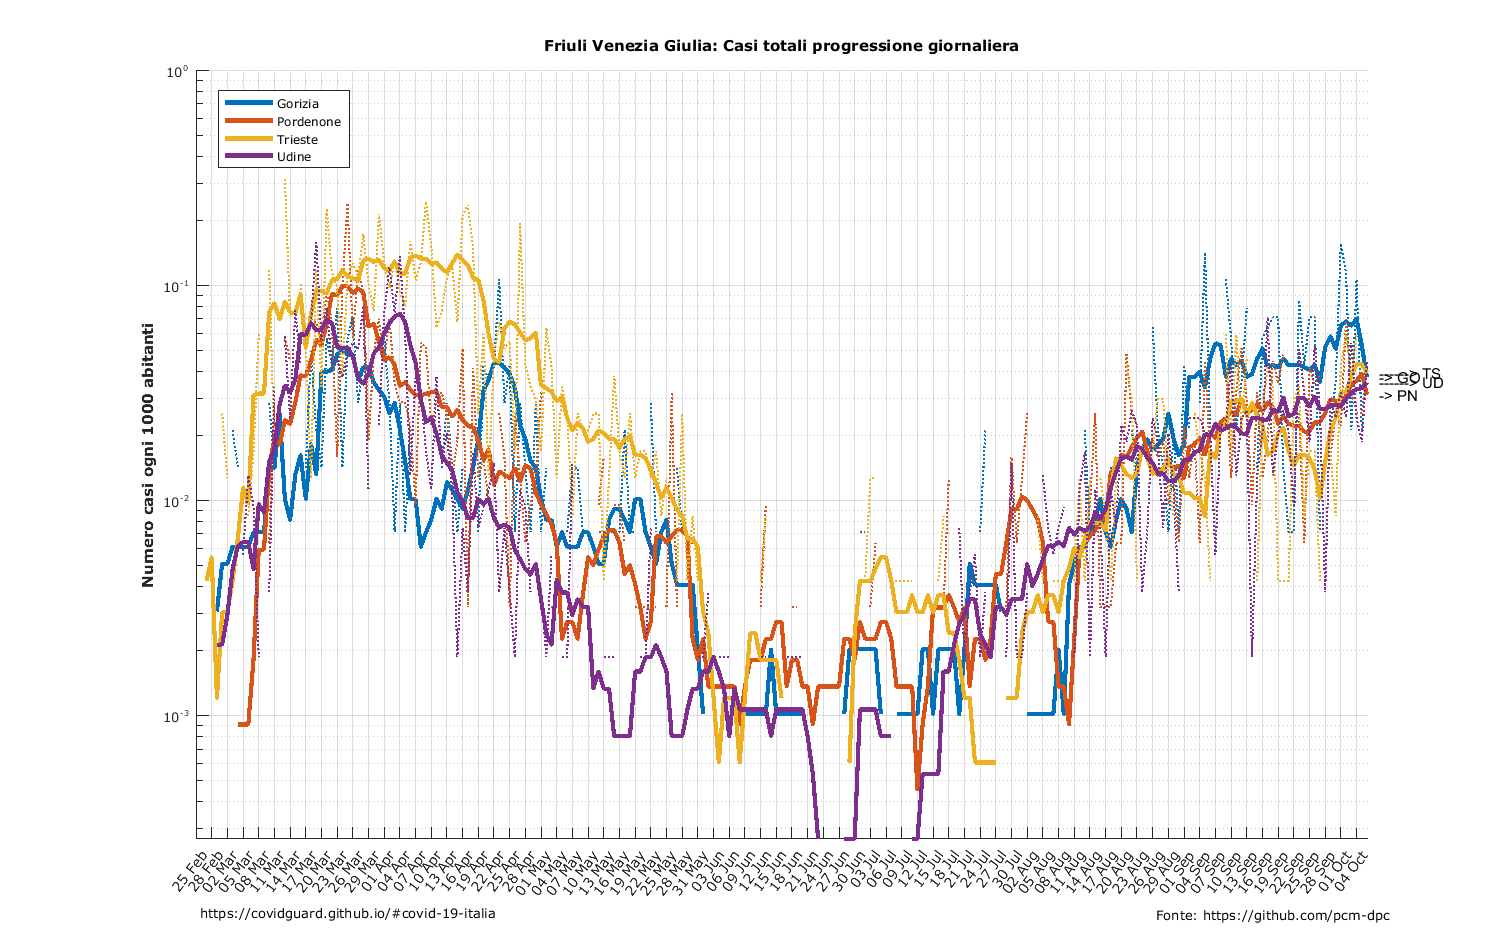 Friuli Venezia Giulia: Casi totali progressione giornaliera
10^0
10^-1
10^-2
10^-3
Numero casi ogni 1000 abitanti
Gorizia
Pordenone
Trieste
Udine
-> GO
TS
UD
-> PN
25 Feb
28 Feb
02 Mar
05 Mar
08 Mar
11 Mar
14 Mar
17 Mar
20 Mar
23 Mar
26 Mar
29 Mar
01 Apr
04 Apr
07 Apr
10 Apr
13 Apr
16 Apr
19 Apr
22 Apr
25 Apr
28 Apr
01 May
04 May
07 May
10 May
13 May
16 May
19 May
22 May
25 May
28 May
31 May
03 Jun
06 Jun
09 Jun
12 Jun
15 Jun
18 Jun
21 Jun
24 Jun
27 Jun
30 Jun
03 Jul
06 Jul
09 Jul
12 Jul
15 Jul
18 Jul
21 Jul
24 Jul
27 Jul
30 Jul
02 Aug
05 Aug
08 Aug
11 Aug
14 Aug
17 Aug
20 Aug
23 Aug
26 Aug
29 Aug
01 Sep
04 Sep
07 Sep
10 Sep
13 Sep
16 Sep
19 Sep
22 Sep
25 Sep
28 Sep
01 Oct
04 Oct
https://covidguard.github.io/#covid-19-italia
Fonte: https://github.com/pcm-dpc